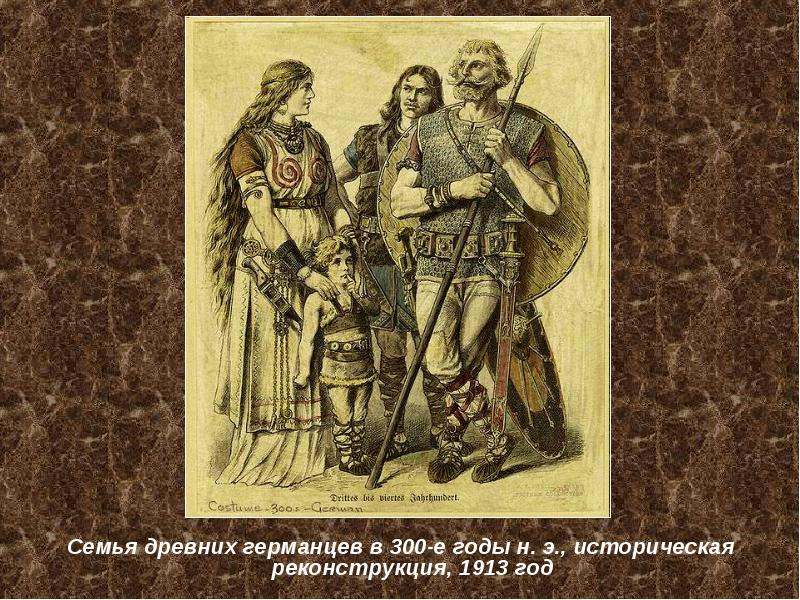 Drittes bis viertes Jahrhundert.
Costume - 300s - German
Семья древних германцев в 300-е годы н. э., историческая
реконструкция, 1913 год